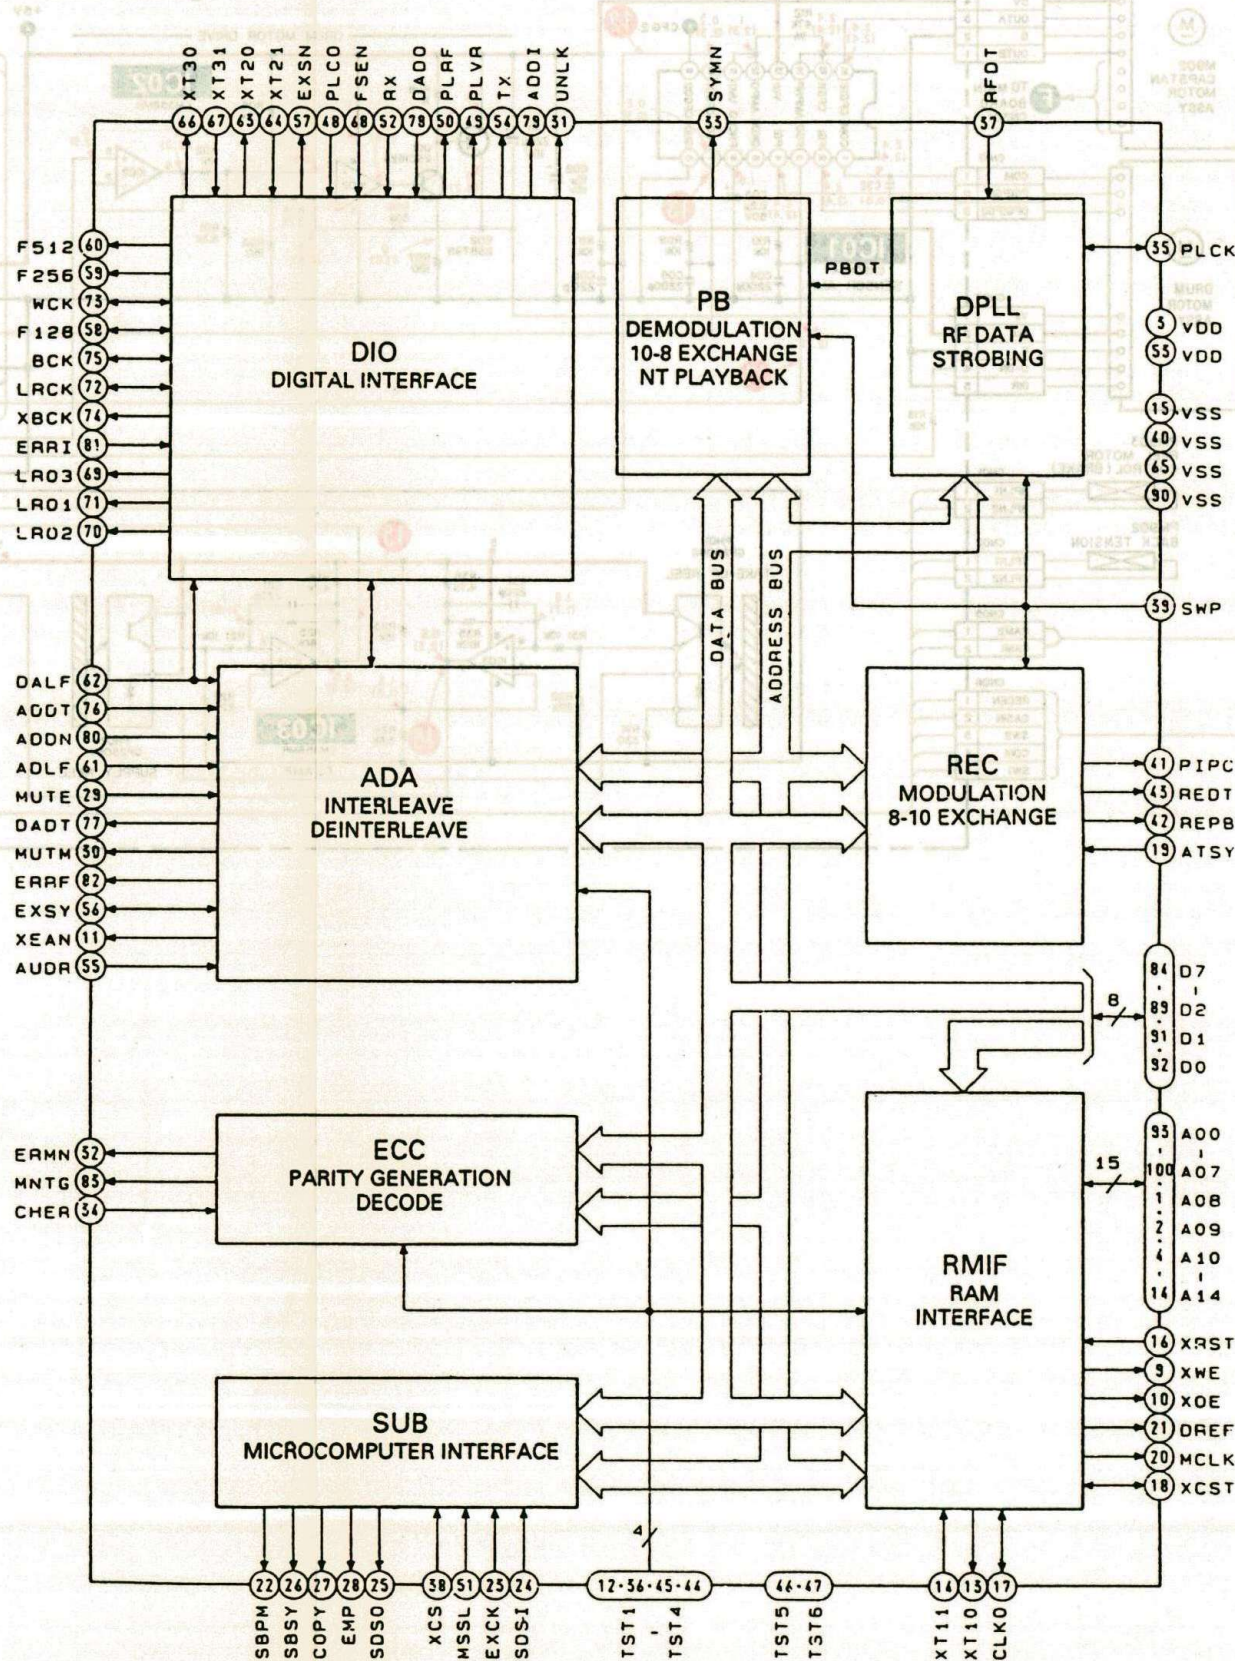 XT30 XT31 XT20 XT21 EXSN PLCO FSEN RX DADO PLRF PLVR TX ADDI UNLK SYMN RFDT
66 67 63 64 57 48 68 52 78 50 49 54 79 31 33 37
F512 60
F256 59
WCK 73
F128 58
BCK 75
LRCK 72
XBCK 74
ERRI 81
LR03 69
LR01 71
LR02 70
DIO
DIGITAL INTERFACE
PB
DEMODULATION
10-8 EXCHANGE
NT PLAYBACK
PBDT
DPLL
RF DATA
STROBING
35 PLCK
5 VDD
53 VDD
15 VSS
40 VSS
65 VSS
90 VSS
39 SWP
DATA BUS
ADDRESS BUS
DALF 62
ADDT 76
ADDN 80
ADLF 61
MUTE 29
DADT 77
MUTM 30
ERRF 82
EXSY 56
XEAN 11
AUDR 55
ADA
INTERLEAVE
DEINTERLEAVE
REC
MODULATION
8-10 EXCHANGE
41 PIPC
43 REDT
42 REPB
19 ATSY
8
84 D7
89 D2
91 D1
92 D0
ERMN 32
MNTG 83
CHER 34
ECC
PARITY GENERATION
DECODE
15
93 A00
100 A07
1 A08
2 A09
4 A10
14 A14
RMIF
RAM
INTERFACE
16 XRST
9 XWE
10 XOE
21 DREF
20 MCLK
18 XCST
SUB
MICROCOMPUTER INTERFACE
4
22 26 27 28 25 38 51 23 24 12·36·45·44 46·47 14 13 17
SBPM SBSY COPY EMP SDSO XCS MSSL EXCK SDSI TST1 TST4 TST5 TST6 XT11 XT10 CLKO